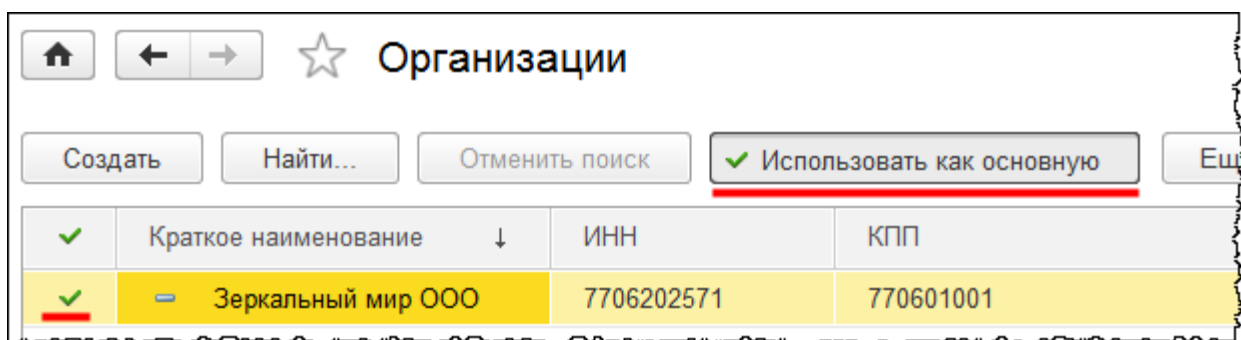 Организации
Создать Найти... Отменить поиск Использовать как основную Ещ
Краткое наименование ↓ ИНН КПП
Зеркальный мир ООО 7706202571 770601001